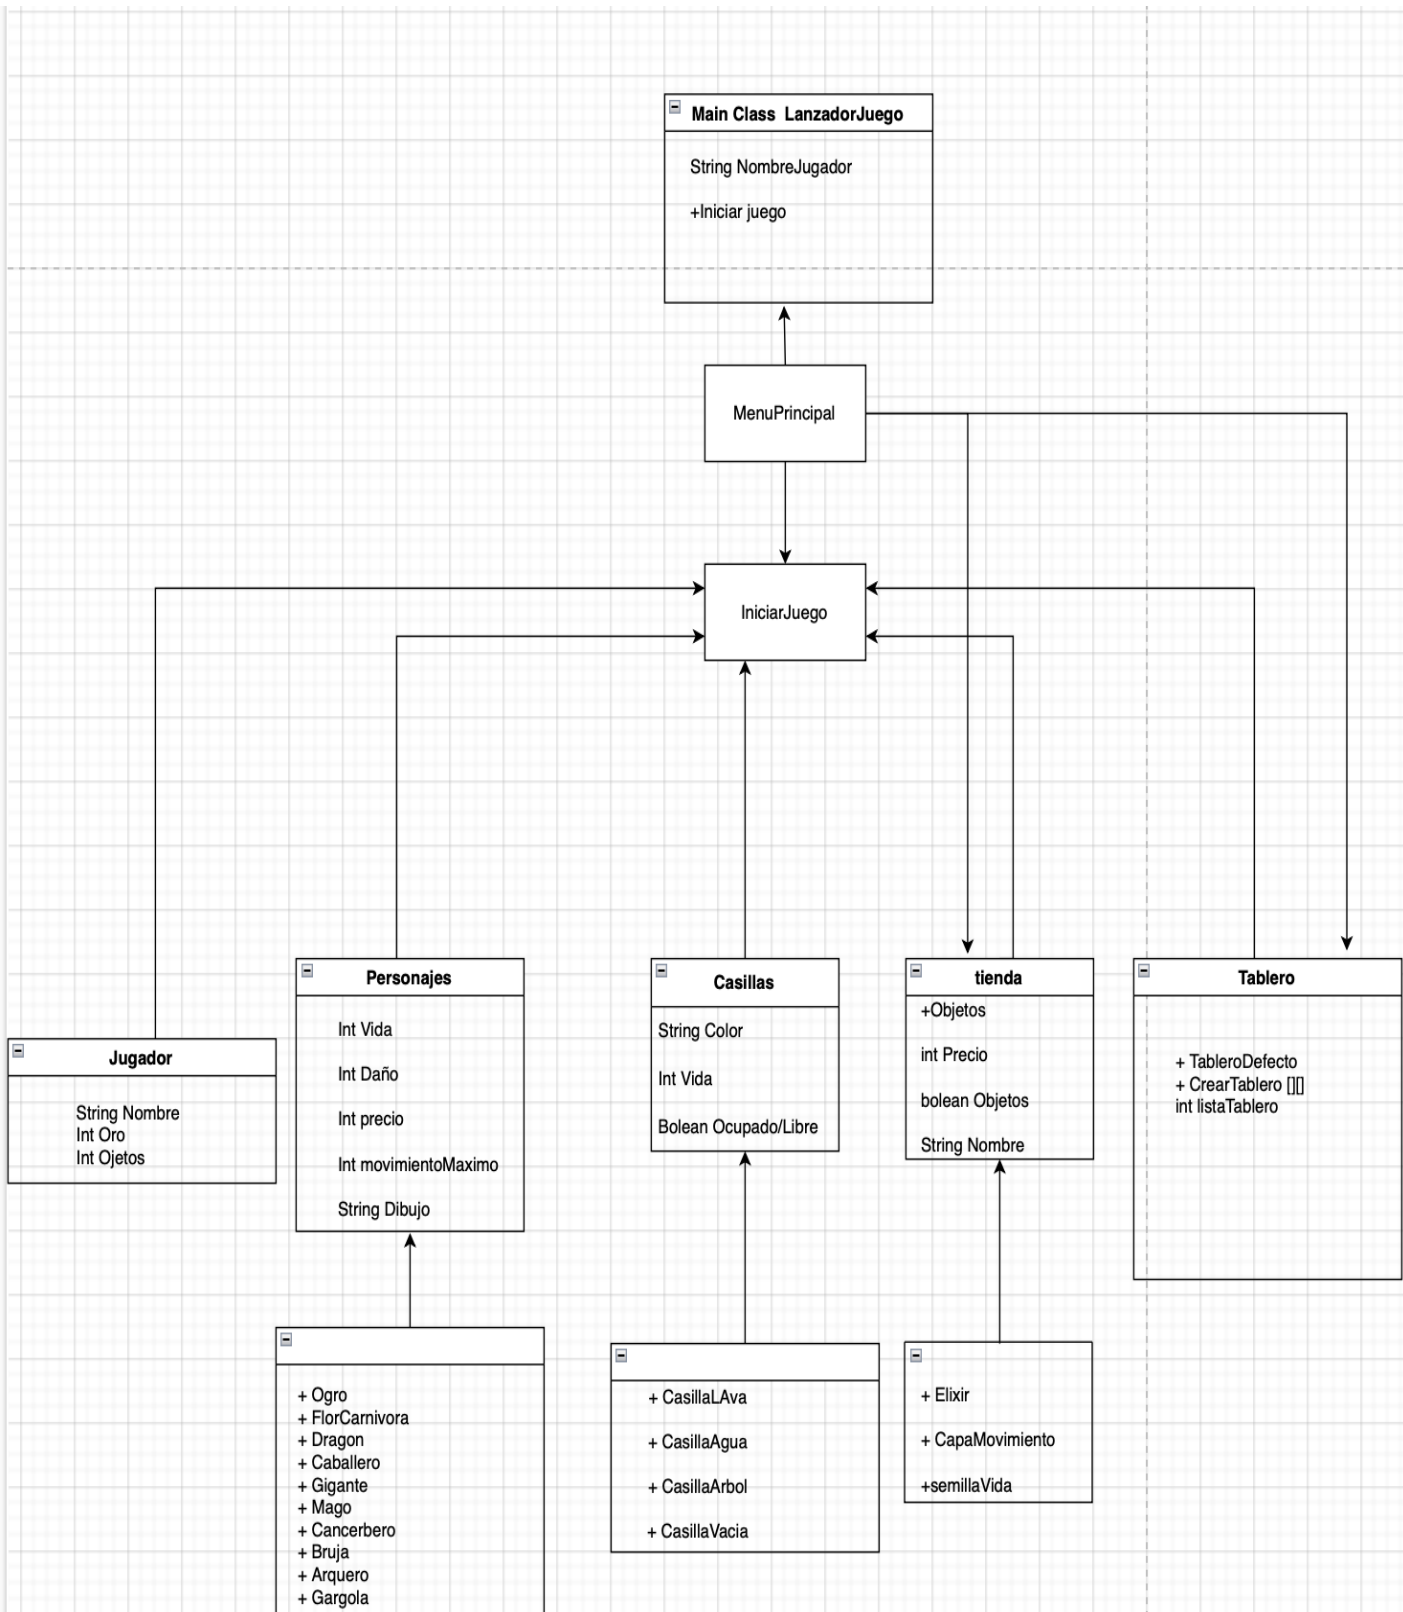 Main Class  LanzadorJuego
String NombreJugador
+Iniciar juego
MenuPrincipal
IniciarJuego
Jugador
String Nombre
Int Oro
Int Ojetos
Personajes
Int Vida
Int Daño
Int precio
Int movimientoMaximo
String Dibujo
Casillas
String Color
Int Vida
Bolean Ocupado/Libre
tienda
+Objetos
int Precio
bolean Objetos
String Nombre
Tablero
+ TableroDefecto
+ CrearTablero [][]
int listaTablero
+ Ogro
+ FlorCarnivora
+ Dragon
+ Caballero
+ Gigante
+ Mago
+ Cancerbero
+ Bruja
+ Arquero
+ Gargola
+ CasillaLAva
+ CasillaAgua
+ CasillaArbol
+ CasillaVacia
+ Elixir
+ CapaMovimiento
+semillaVida